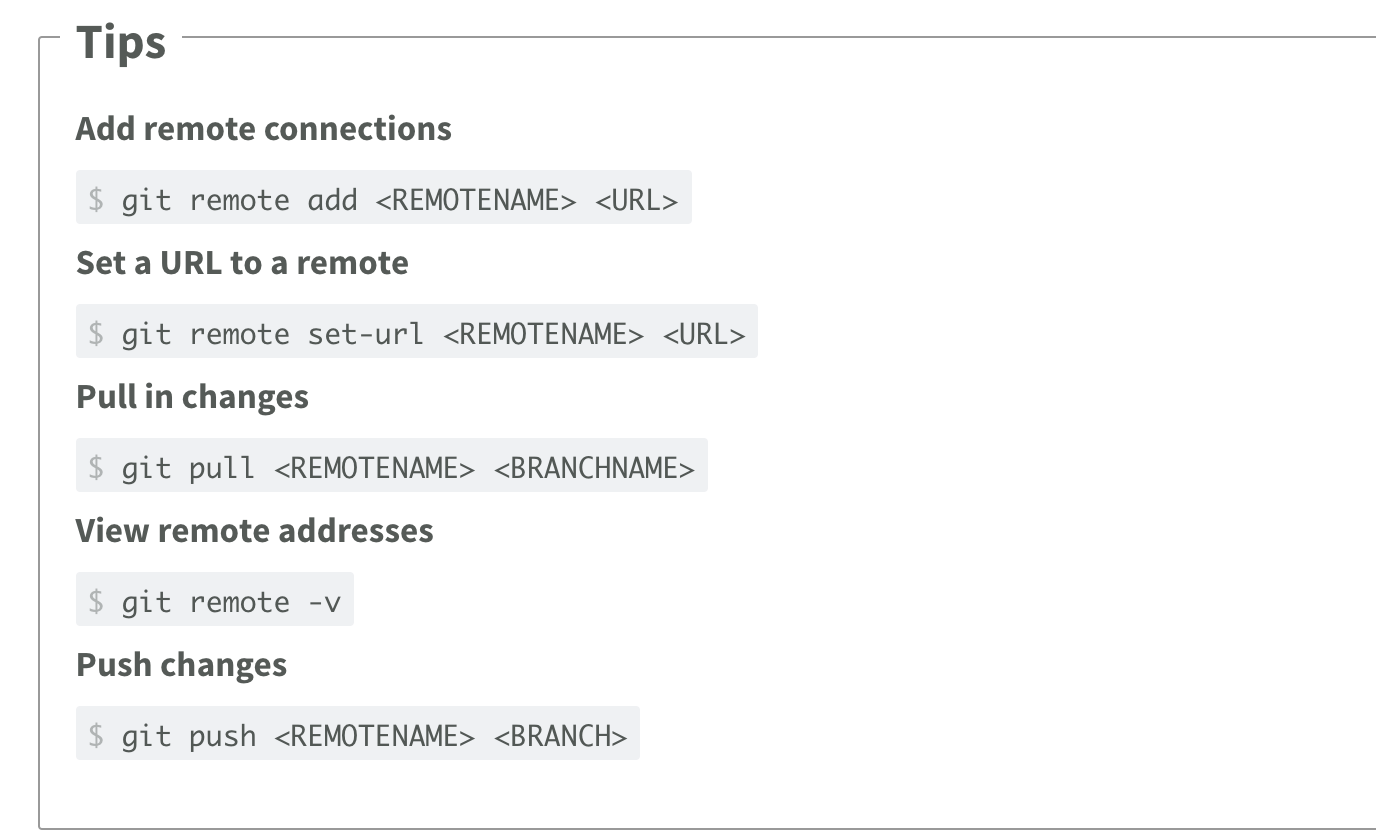 Tips
Add remote connections
$ git remote add <REMOTENAME> <URL>
Set a URL to a remote
$ git remote set-url <REMOTENAME> <URL>
Pull in changes
$ git pull <REMOTENAME> <BRANCHNAME>
View remote addresses
$ git remote -v
Push changes
$ git push <REMOTENAME> <BRANCH>